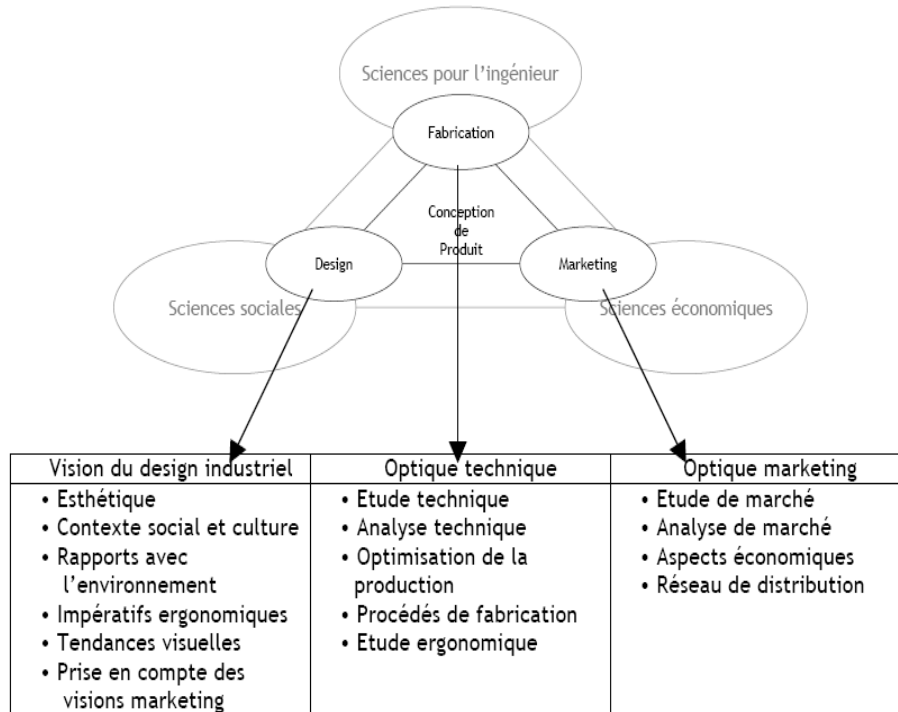 Sciences pour l'ingénieur
Fabrication
Conception
de
Produit
Design
Marketing
Sciences sociales
Sciences économiques
Vision du design industriel
• Esthétique
• Contexte social et culture
• Rapports avec
l'environnement
• Impératifs ergonomiques
• Tendances visuelles
• Prise en compte des
visions marketing
Optique technique
• Etude technique
• Analyse technique
• Optimisation de la
production
• Procédés de fabrication
• Etude ergonomique
Optique marketing
• Etude de marché
• Analyse de marché
• Aspects économiques
• Réseau de distribution